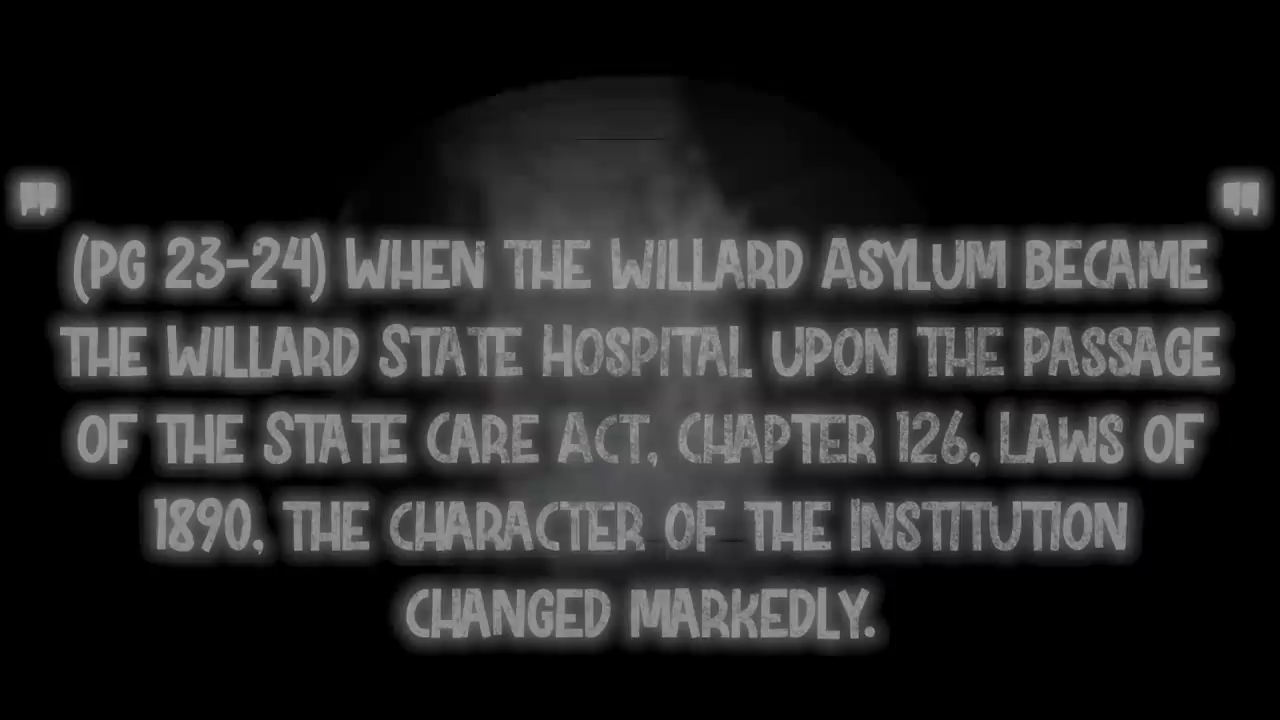 "
(PG 23-24) WHEN THE WILLARD ASYLUM BECAME
THE WILLARD STATE HOSPITAL UPON THE PASSAGE
OF THE STATE CARE ACT, CHAPTER 126, LAWS OF
1890, THE CHARACTER OF THE INSTITUTION
CHANGED MARKEDLY.
"